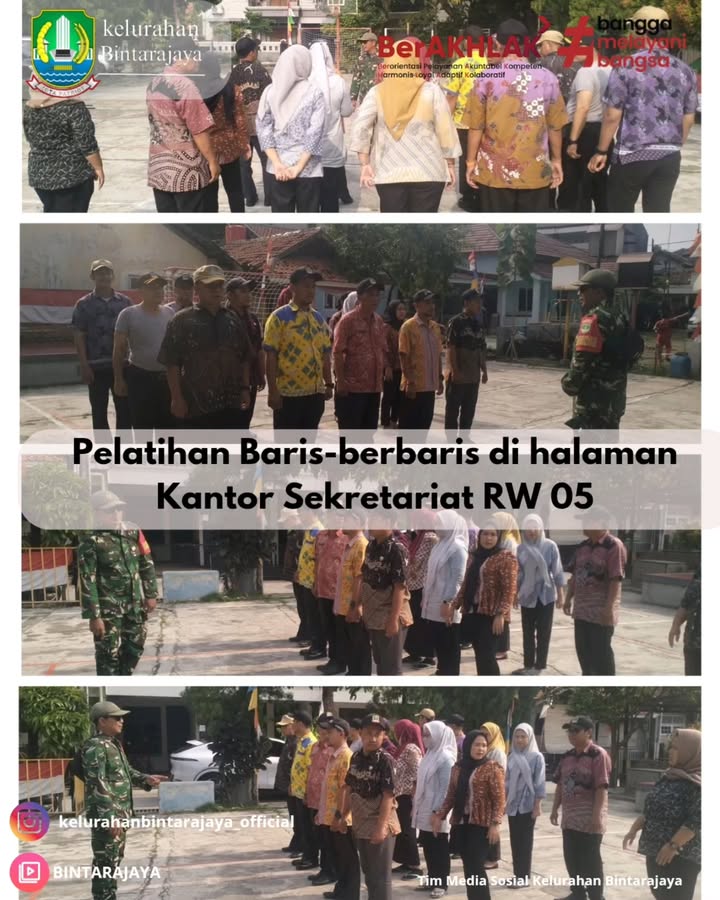 kelurahan
Bintarajaya
BerAKHLAK
Berorientasi Pelayanan Akuntabel Kompeten
Harmonis Loyal Adaptif Kolaboratif
#bangga
melayani
bangsa
Pelatihan Baris-berbaris di halaman
Kantor Sekretariat RW 05
kelurahanbintarajaya_official
BINTARAJAYA
Tim Media Sosial Kelurahan Bintarajaya